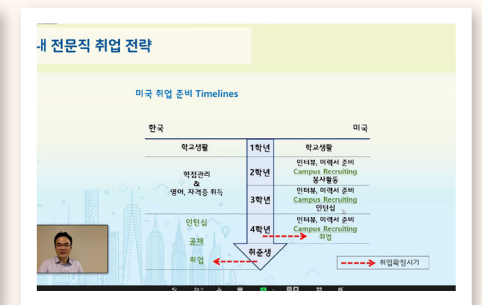 내 전문직 취업 전략
미국 취업 준비 Timelines
한국
미국
학교생활
1학년
학교생활
학점관리
&
영어, 자격증 취득
2학년
인터뷰, 이력서 준비
Campus Recruiting
봉사활동
3학년
인터뷰, 이력서 준비
Campus Recruiting
인턴십
인턴십
공채
취업
4학년
인터뷰, 이력서 준비
Campus Recruiting
취업
취준생
취업확정시기